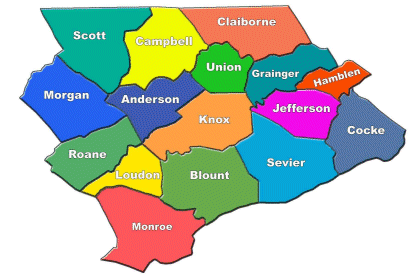 Claiborne
Scott
Campbell
Union
Grainger
Hamblen
Morgan
Anderson
Jefferson
Knox
Cocke
Roane
Sevier
Loudon
Blount
Monroe